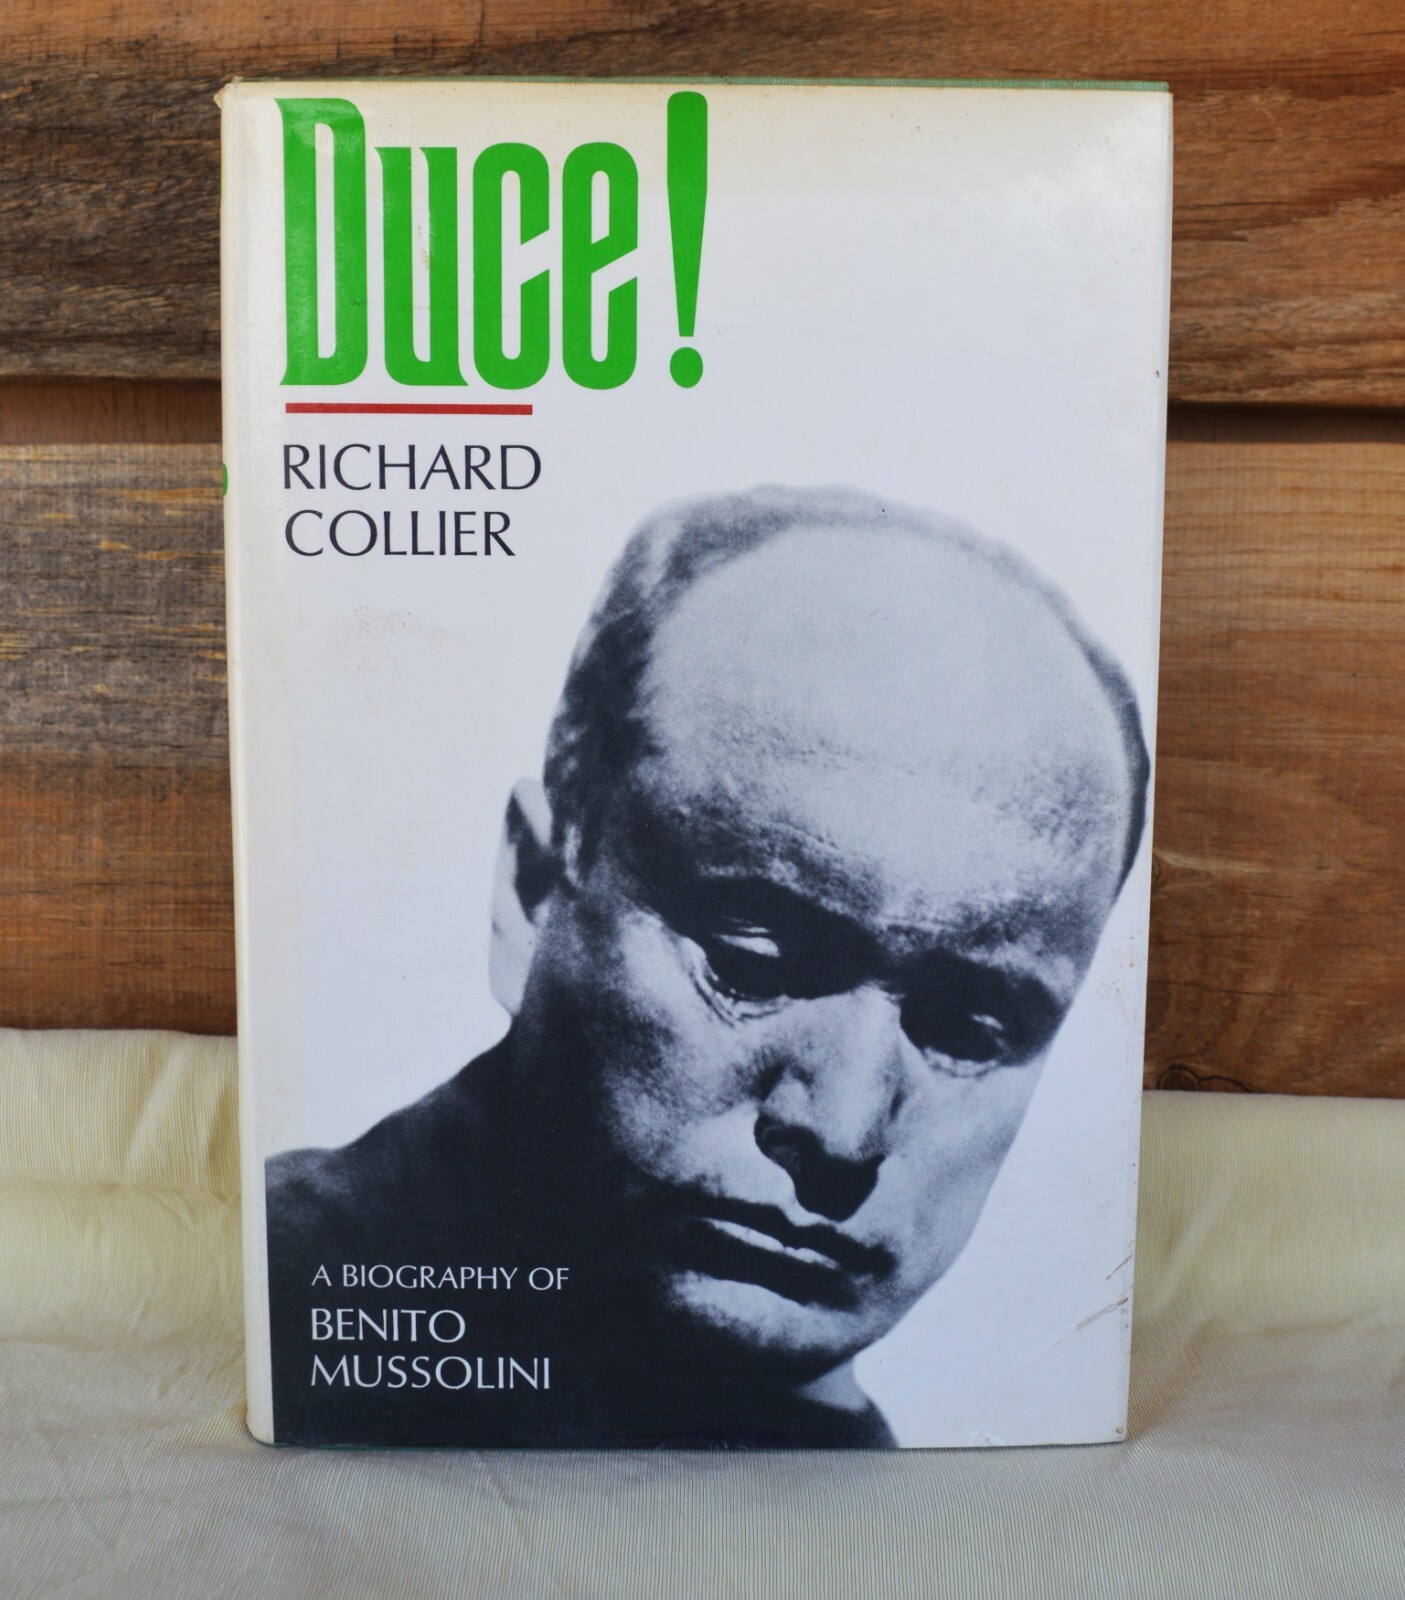 Duce!
RICHARD
COLLIER
A BIOGRAPHY OF
BENITO
MUSSOLINI